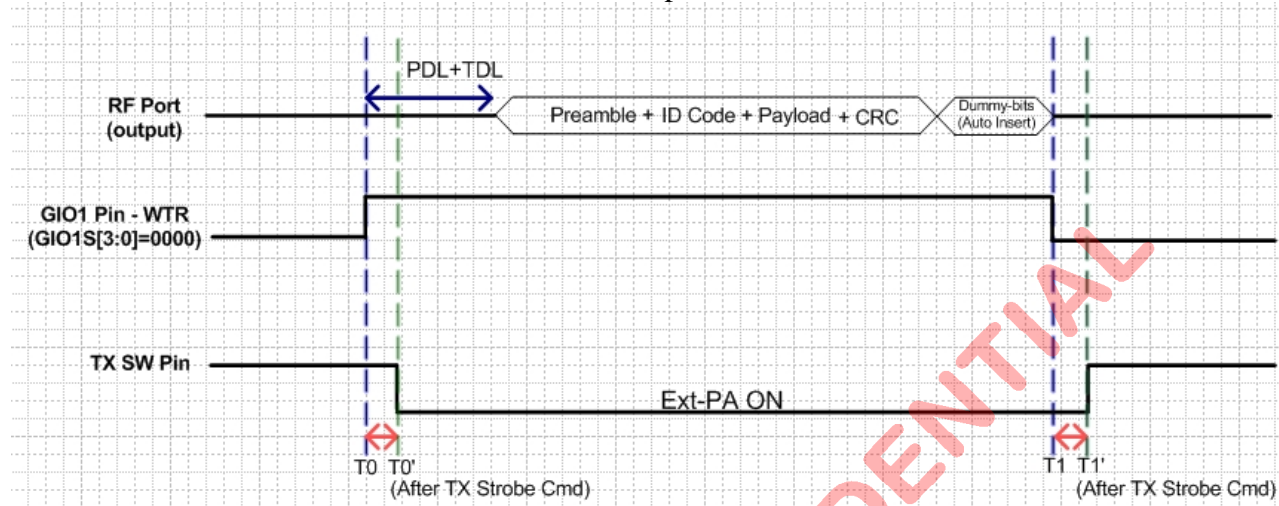 PDL+TDL
RF Port
(output)
Preamble + ID Code + Payload + CRC
Dummy-bits
(Auto Insert)
GIO1 Pin - WTR
(GIO1S[3:0]=0000)
TX SW Pin
Ext-PA ON
T0 T0'
(After TX Strobe Cmd)
T1 T1'
(After TX Strobe Cmd)
DENTIAL